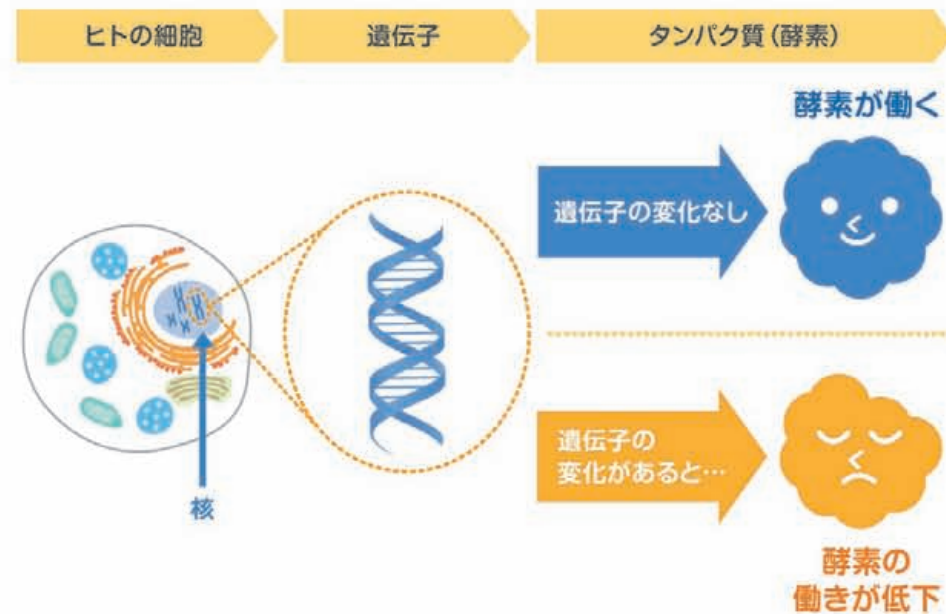 ヒトの細胞
遺伝子
タンパク質(酵素)
酵素が働く
遺伝子の変化なし
核
遺伝子の
変化があると…
酵素の
働きが低下